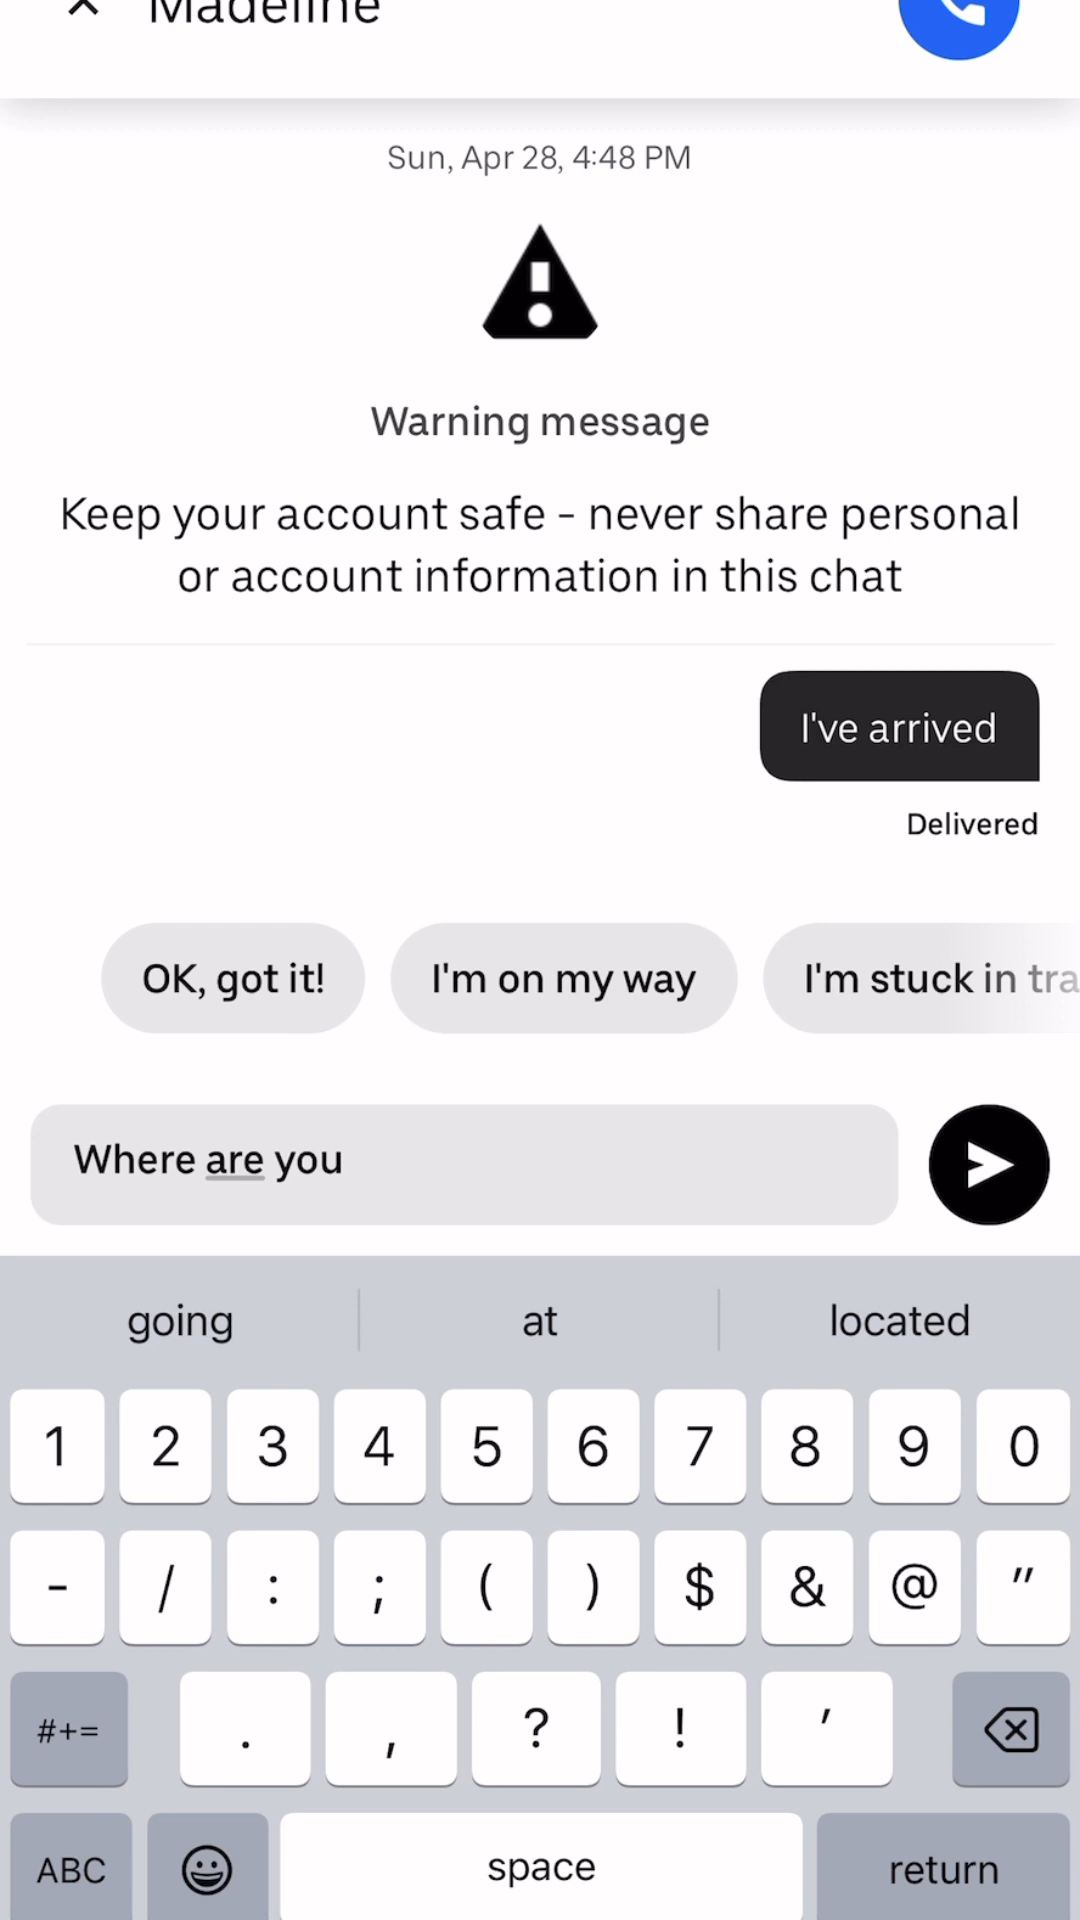 Madeline
Sun, Apr 28, 4:48 PM
Warning message
Keep your account safe - never share personal
or account information in this chat
I've arrived
Delivered
OK, got it!
I'm on my way
I'm stuck in tra
Where are you
going
at
located
1 2 3 4 5 6 7 8 9 0
- / : ; ( ) $ & @ "
#+= . , ? ! '
ABC space return